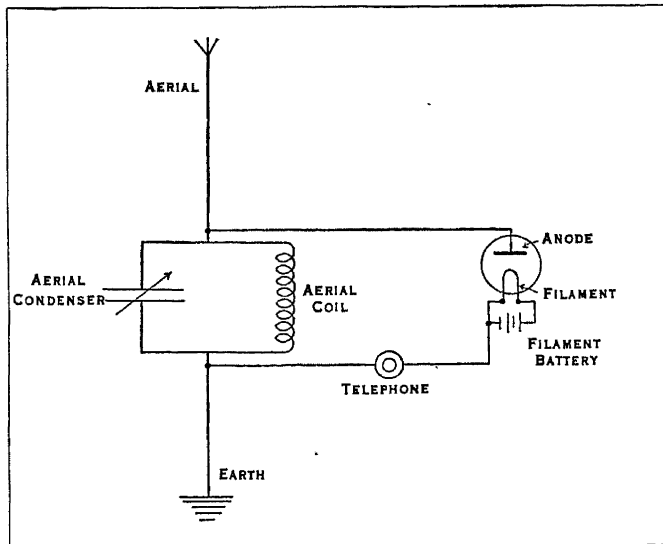 AERIAL
ANODE
AERIAL
CONDENSER
AERIAL
COIL
FILAMENT
FILAMENT
BATTERY
TELEPHONE
EARTH